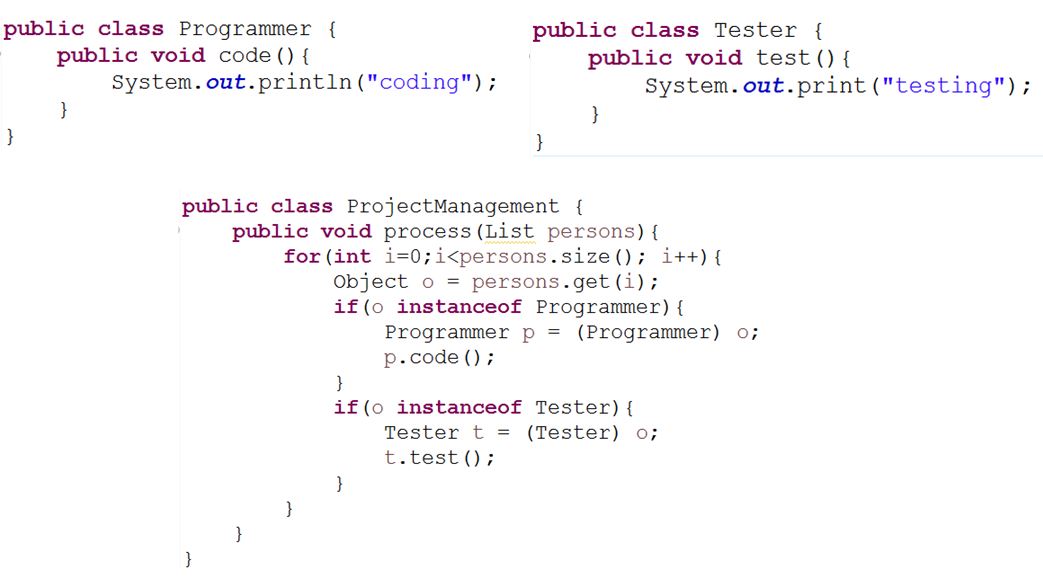 public class Programmer {
    public void code(){
        System.out.println("coding");
    }
}
public class Tester {
    public void test(){
        System.out.print("testing");
    }
}
public class ProjectManagement {
    public void process(List persons){
        for(int i=0;i<persons.size(); i++){
            Object o = persons.get(i);
            if(o instanceof Programmer){
                Programmer p = (Programmer) o;
                p.code();
            }
            if(o instanceof Tester){
                Tester t = (Tester) o;
                t.test();
            }
        }
    }
}